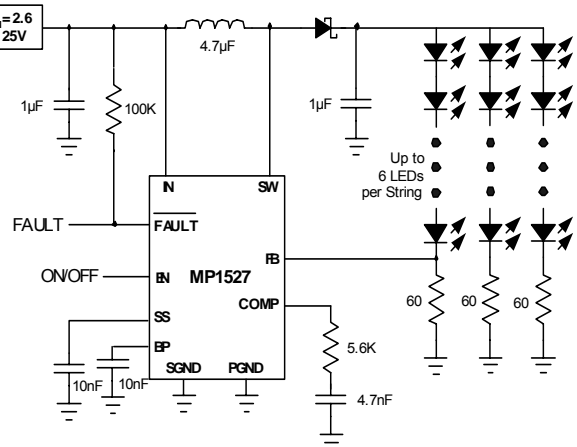 = 2.6
25V
4.7µF
1µF
100K
1µF
Up to
6 LEDs
per String
IN
SW
FAULT
FAULT
FB
ON/OFF
EN
MP1527
COMP
60
60
60
SS
5.6K
BP
SGND
PGND
10nF
10nF
4.7nF